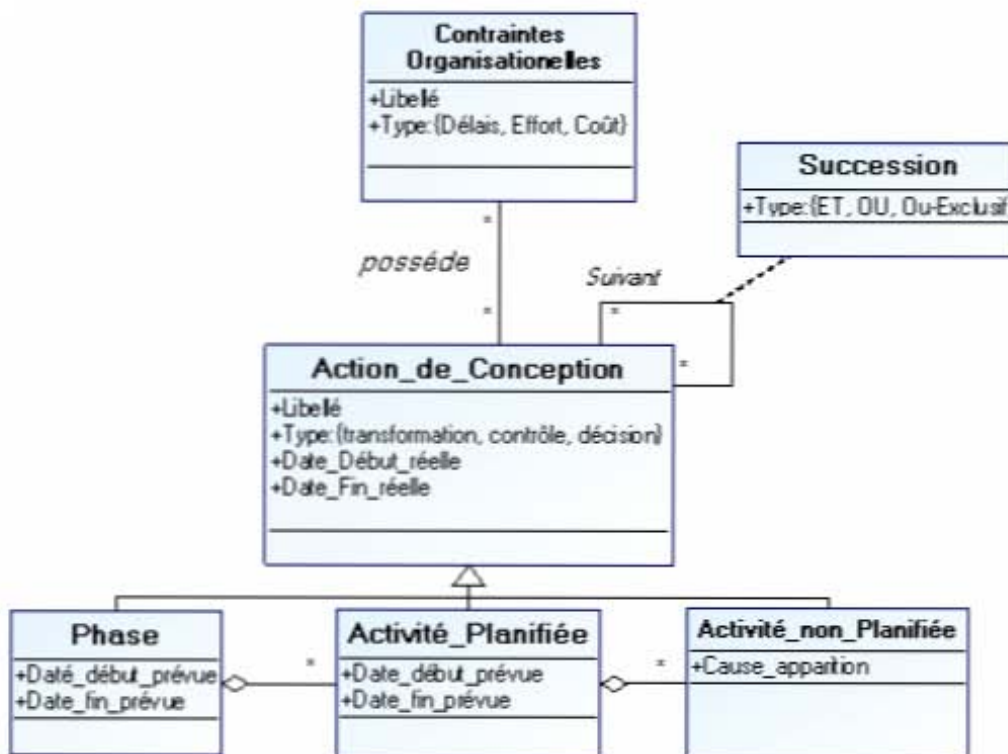 Contraintes
Organisationelles
+Libellé
+Type:{Délais, Effort, Coût}
Succession
+Type:{ET, OU, Ou-Exclusif
*
posséde
*
Suivant
*
*
Action_de_Conception
+Libellé
+Type:{transformation, contrôle, décision}
+Date_Début_réelle
+Date_Fin_réelle
Phase
+Daté_début_prévue
+Date_fin_prévue
*
Activité_Planifiée
+Date_début_prévue
+Date_fin_prévue
*
Activité_non_Planifiée
+Cause_apparition